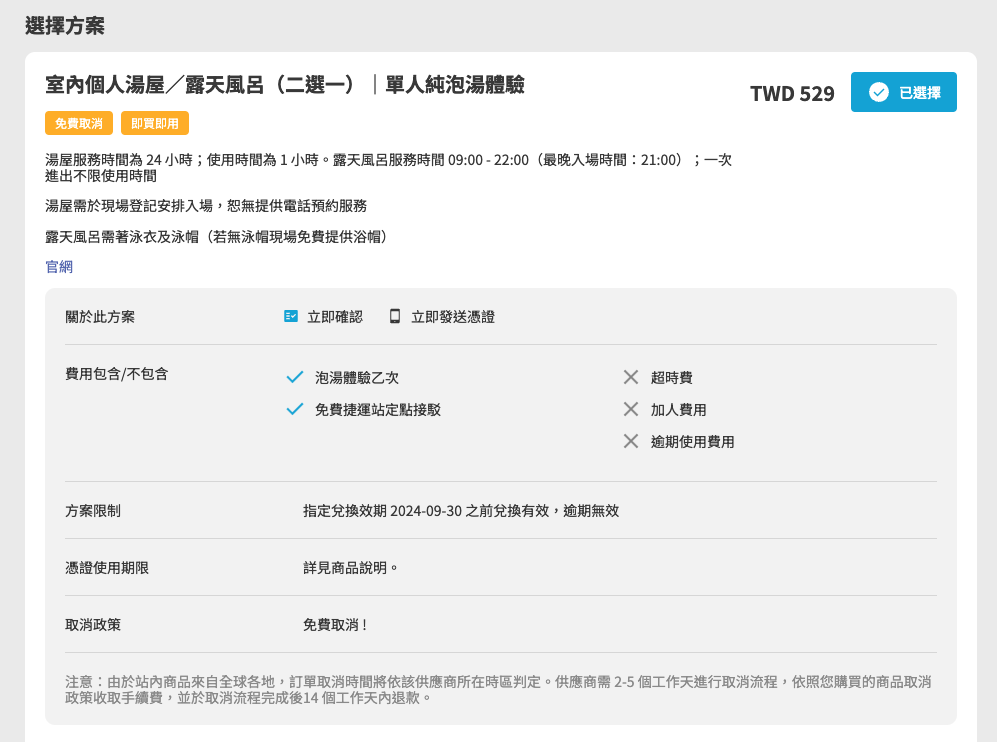 選擇方案
室內個人湯屋／露天風呂（二選一）｜單人純泡湯體驗
TWD 529
已選擇
免費取消
即買即用
湯屋服務時間為 24 小時；使用時間為 1 小時。露天風呂服務時間 09:00 - 22:00（最晚入場時間：21:00）；一次
進出不限使用時間
湯屋需於現場登記安排入場，恕無提供電話預約服務
露天風呂需著泳衣及泳帽（若無泳帽現場免費提供浴帽）
官網
關於此方案
立即確認
立即發送憑證
費用包含/不包含
泡湯體驗乙次
超時費
免費捷運站定點接駁
加人費用
逾期使用費用
方案限制
指定兌換效期 2024-09-30 之前兌換有效，逾期無效
憑證使用期限
詳見商品說明。
取消政策
免費取消！
注意：由於站內商品來自全球各地，訂單取消時間將依該供應商所在時區判定。供應商需 2-5 個工作天進行取消流程，依照您購買的商品取消
政策收取手續費，並於取消流程完成後14 個工作天內退款。